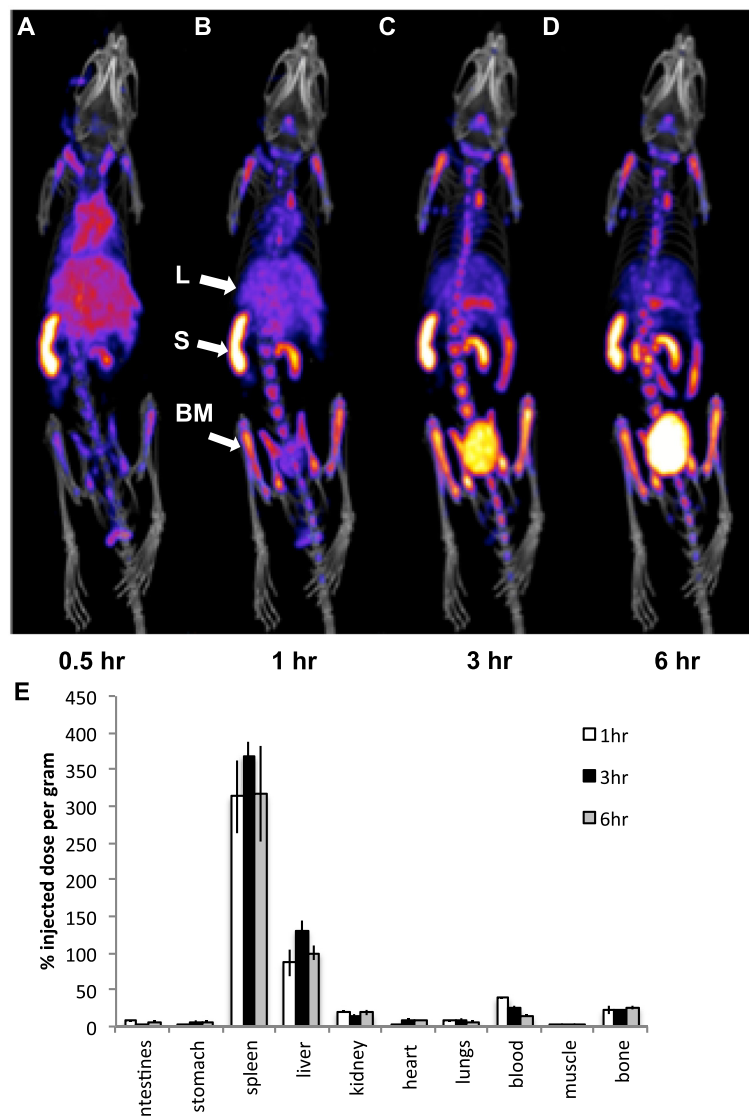 A B C D
L
S
BM
0.5 hr 1 hr 3 hr 6 hr
E
450
400
350
300
250
200
150
100
50
0
% injected dose per gram
1hr
3hr
6hr
ntestines
stomach
spleen
liver
kidney
heart
lungs
blood
muscle
bone